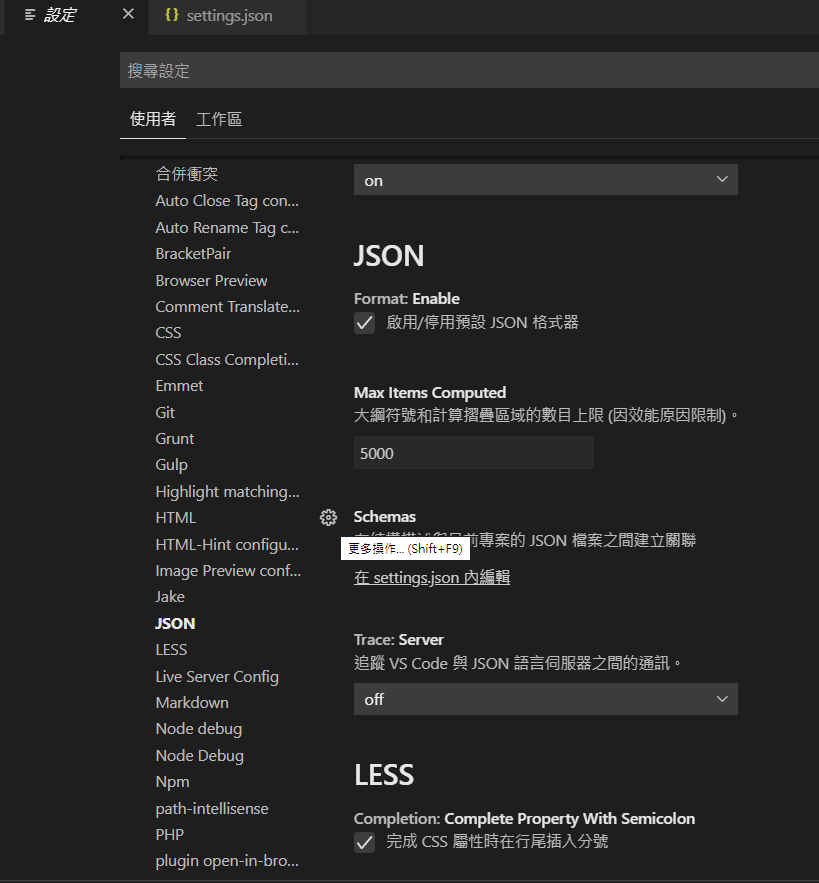 設定
settings.json
搜尋設定
使用者 工作區
合併衝突
Auto Close Tag con...
Auto Rename Tag c...
BracketPair
Browser Preview
Comment Translate...
CSS
CSS Class Completi...
Emmet
Git
Grunt
Gulp
Highlight matching...
HTML
HTML-Hint configu...
Image Preview conf...
Jake
JSON
LESS
Live Server Config
Markdown
Node debug
Node Debug
Npm
path-intellisense
PHP
plugin open-in-bro...
on
JSON
Format: Enable
啟用/停用預設 JSON 格式器
Max Items Computed
大綱符號和計算摺疊區域的數目上限 (因效能原因限制)。
5000
Schemas
的 JSON 檔案之間建立關聯
更多操作... (Shift+F9)
在 settings.json 內編輯
Trace: Server
追蹤 VS Code 與 JSON 語言伺服器之間的通訊。
off
LESS
Completion: Complete Property With Semicolon
完成 CSS 屬性時在行尾插入分號